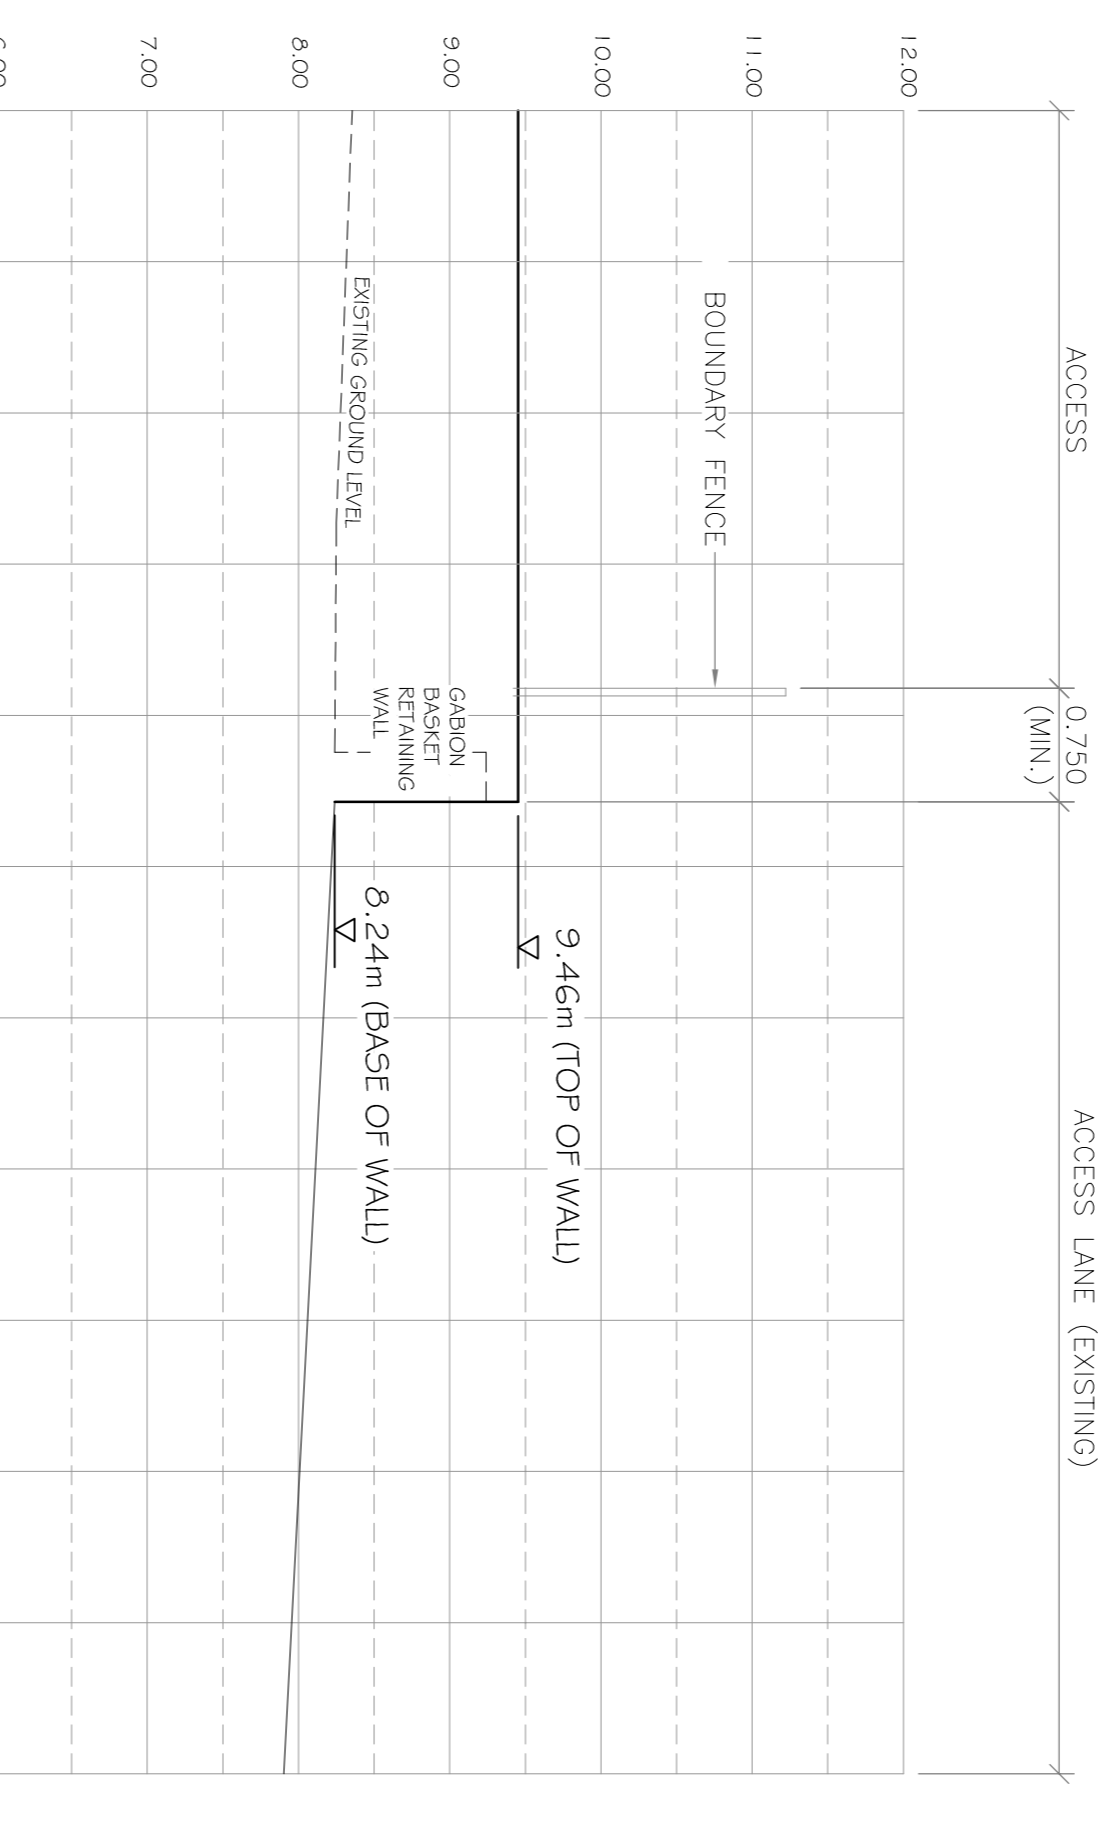 ACCESS
0.750
(MIN.)
ACCESS LANE (EXISTING)
12.00
11.00
10.00
9.00
8.00
7.00
BOUNDARY FENCE
9.46m (TOP OF WALL)
GABION
BASKET
RETAINING
WALL
8.24m (BASE OF WALL)
EXISTING GROUND LEVEL